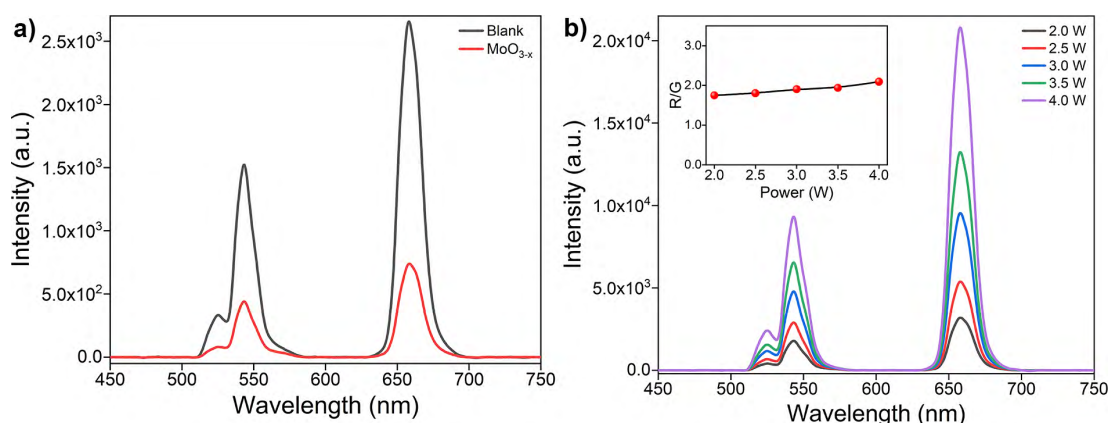 a)
Blank
MoO₃₋ₓ
2.5x10³
2.0x10³
1.5x10³
1.0x10³
5.0x10²
0.0
Intensity (a.u.)
450 500 550 600 650 700 750
Wavelength (nm)
b)
2.0 W
2.5 W
3.0 W
3.5 W
4.0 W
2.0x10⁴
1.5x10⁴
1.0x10⁴
5.0x10³
0.0
Intensity (a.u.)
450 500 550 600 650 700 750
Wavelength (nm)
3.0
2.0
1.0
0.0
R/G
2.0 2.5 3.0 3.5 4.0
Power (W)